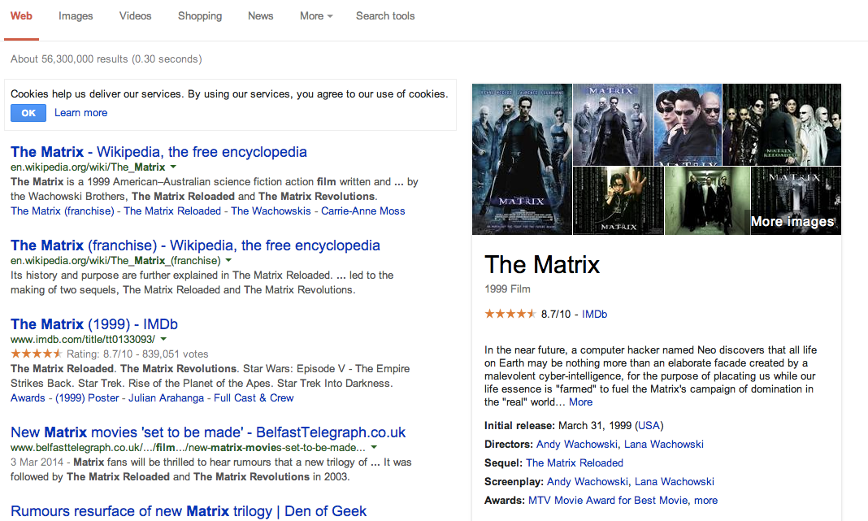 Web Images Videos Shopping News More Search tools
About 56,300,000 results (0.30 seconds)
Cookies help us deliver our services. By using our services, you agree to our use of cookies.
OK Learn more
The Matrix - Wikipedia, the free encyclopedia
en.wikipedia.org/wiki/The_Matrix
The Matrix is a 1999 American–Australian science fiction action film written and ... by
the Wachowski Brothers, The Matrix Reloaded and The Matrix Revolutions.
The Matrix (franchise) - The Matrix Reloaded - The Wachowskis - Carrie-Anne Moss
The Matrix (franchise) - Wikipedia, the free encyclopedia
en.wikipedia.org/wiki/The_Matrix_(franchise)
Its history and purpose are further explained in The Matrix Reloaded. ... led to the
making of two sequels, The Matrix Reloaded and The Matrix Revolutions.
The Matrix (1999) - IMDb
www.imdb.com/title/tt0133093/
Rating: 8.7/10 - 839,051 votes
The Matrix Reloaded. The Matrix Revolutions. Star Wars: Episode V - The Empire
Strikes Back. Star Trek. Rise of the Planet of the Apes. Star Trek Into Darkness.
Awards - (1999) Poster - Julian Arahanga - Full Cast & Crew
New Matrix movies 'set to be made' - BelfastTelegraph.co.uk
www.belfasttelegraph.co.uk/.../film.../new-matrix-movies-set-to-be-made...
3 Mar 2014 - Matrix fans will be thrilled to hear rumours that a new trilogy of ... It was
followed by The Matrix Reloaded and The Matrix Revolutions in 2003.
Rumours resurface of new Matrix trilogy | Den of Geek
MATRIX
MATRIX
MATRIX
MATRIX
RELOADED
MATRIX
MATRIX
More images
The Matrix
1999 Film
8.7/10 - IMDb
In the near future, a computer hacker named Neo discovers that all life
on Earth may be nothing more than an elaborate facade created by a
malevolent cyber-intelligence, for the purpose of placating us while our
life essence is "farmed" to fuel the Matrix's campaign of domination in
the "real" world... More
Initial release: March 31, 1999 (USA)
Directors: Andy Wachowski, Lana Wachowski
Sequel: The Matrix Reloaded
Screenplay: Andy Wachowski, Lana Wachowski
Awards: MTV Movie Award for Best Movie, more